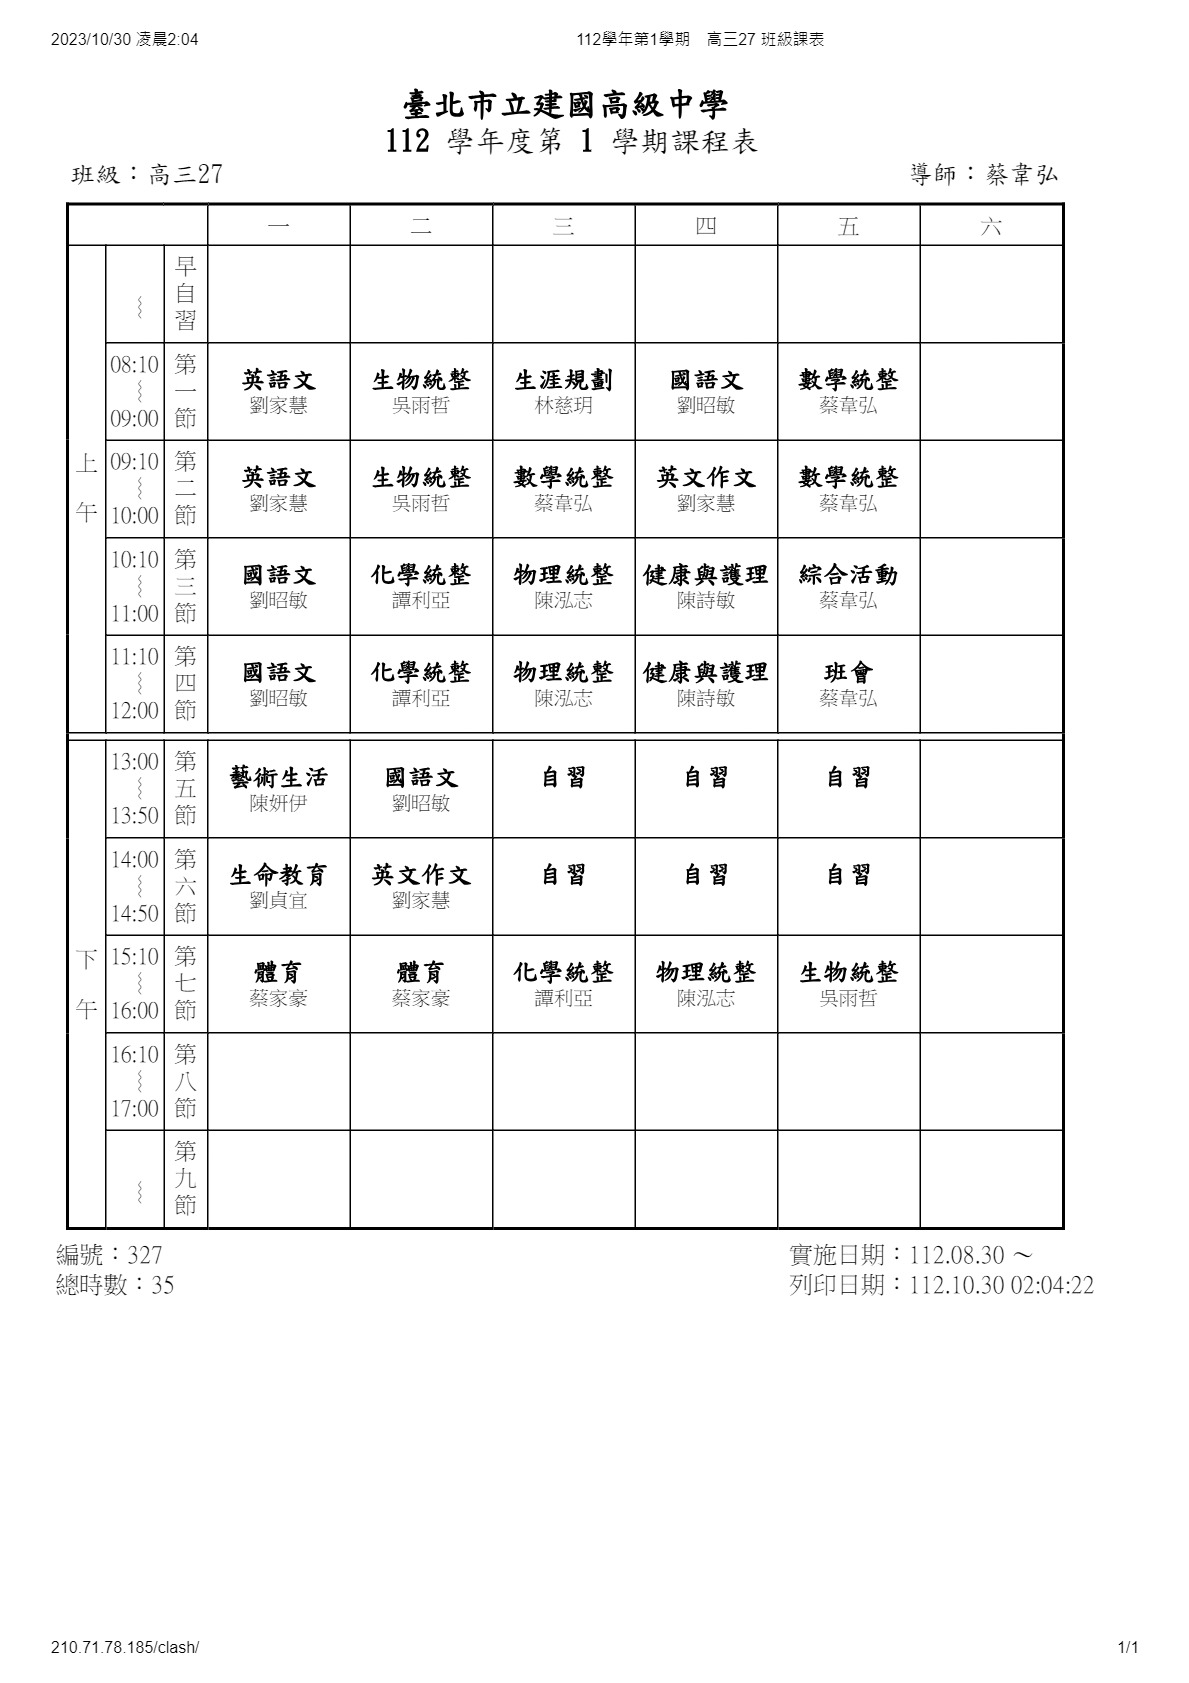 2023/10/30 凌晨2:04
112學年第1學期　高三27 班級課表
臺北市立建國高級中學
112 學年度第 1 學期課程表
班級：高三27
導師：蔡韋弘
一 二 三 四 五 六
上午
～
早自習
08:10
～
09:00
第一節
英語文 生物統整 生涯規劃 國語文 數學統整
劉家慧 吳雨哲 林慈玥 劉昭敏 蔡韋弘
09:10
～
10:00
第二節
英語文 生物統整 數學統整 英文作文 數學統整
劉家慧 吳雨哲 蔡韋弘 劉家慧 蔡韋弘
10:10
～
11:00
第三節
國語文 化學統整 物理統整 健康與護理 綜合活動
劉昭敏 譚利亞 陳泓志 陳詩敏 蔡韋弘
11:10
～
12:00
第四節
國語文 化學統整 物理統整 健康與護理 班會
劉昭敏 譚利亞 陳泓志 陳詩敏 蔡韋弘
下午
13:00
～
13:50
第五節
藝術生活 國語文 自習 自習 自習
陳妍伊 劉昭敏
14:00
～
14:50
第六節
生命教育 英文作文 自習 自習 自習
劉貞宜 劉家慧
15:10
～
16:00
第七節
體育 體育 化學統整 物理統整 生物統整
蔡家豪 蔡家豪 譚利亞 陳泓志 吳雨哲
16:10
～
17:00
第八節
～
第九節
編號：327
實施日期：112.08.30 ～
總時數：35
列印日期：112.10.30 02:04:22
210.71.78.185/clash/
1/1